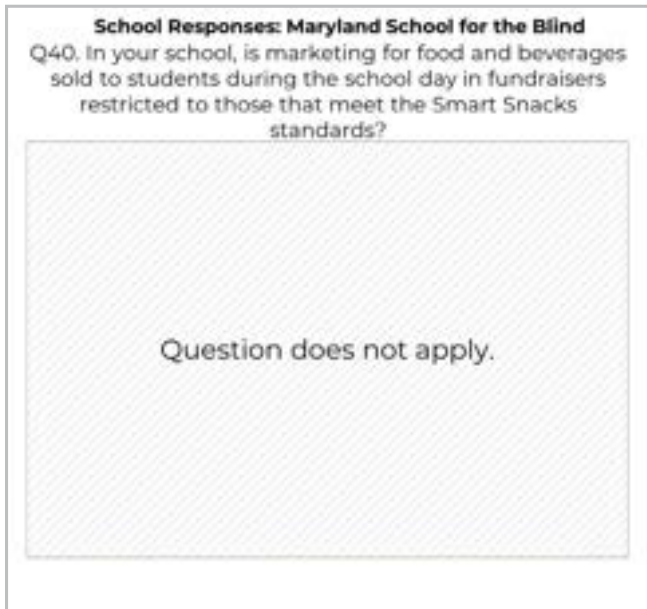 School Responses: Maryland School for the Blind
Q40. In your school, is marketing for food and beverages
sold to students during the school day in fundraisers
restricted to those that meet the Smart Snacks
standards?
Question does not apply.